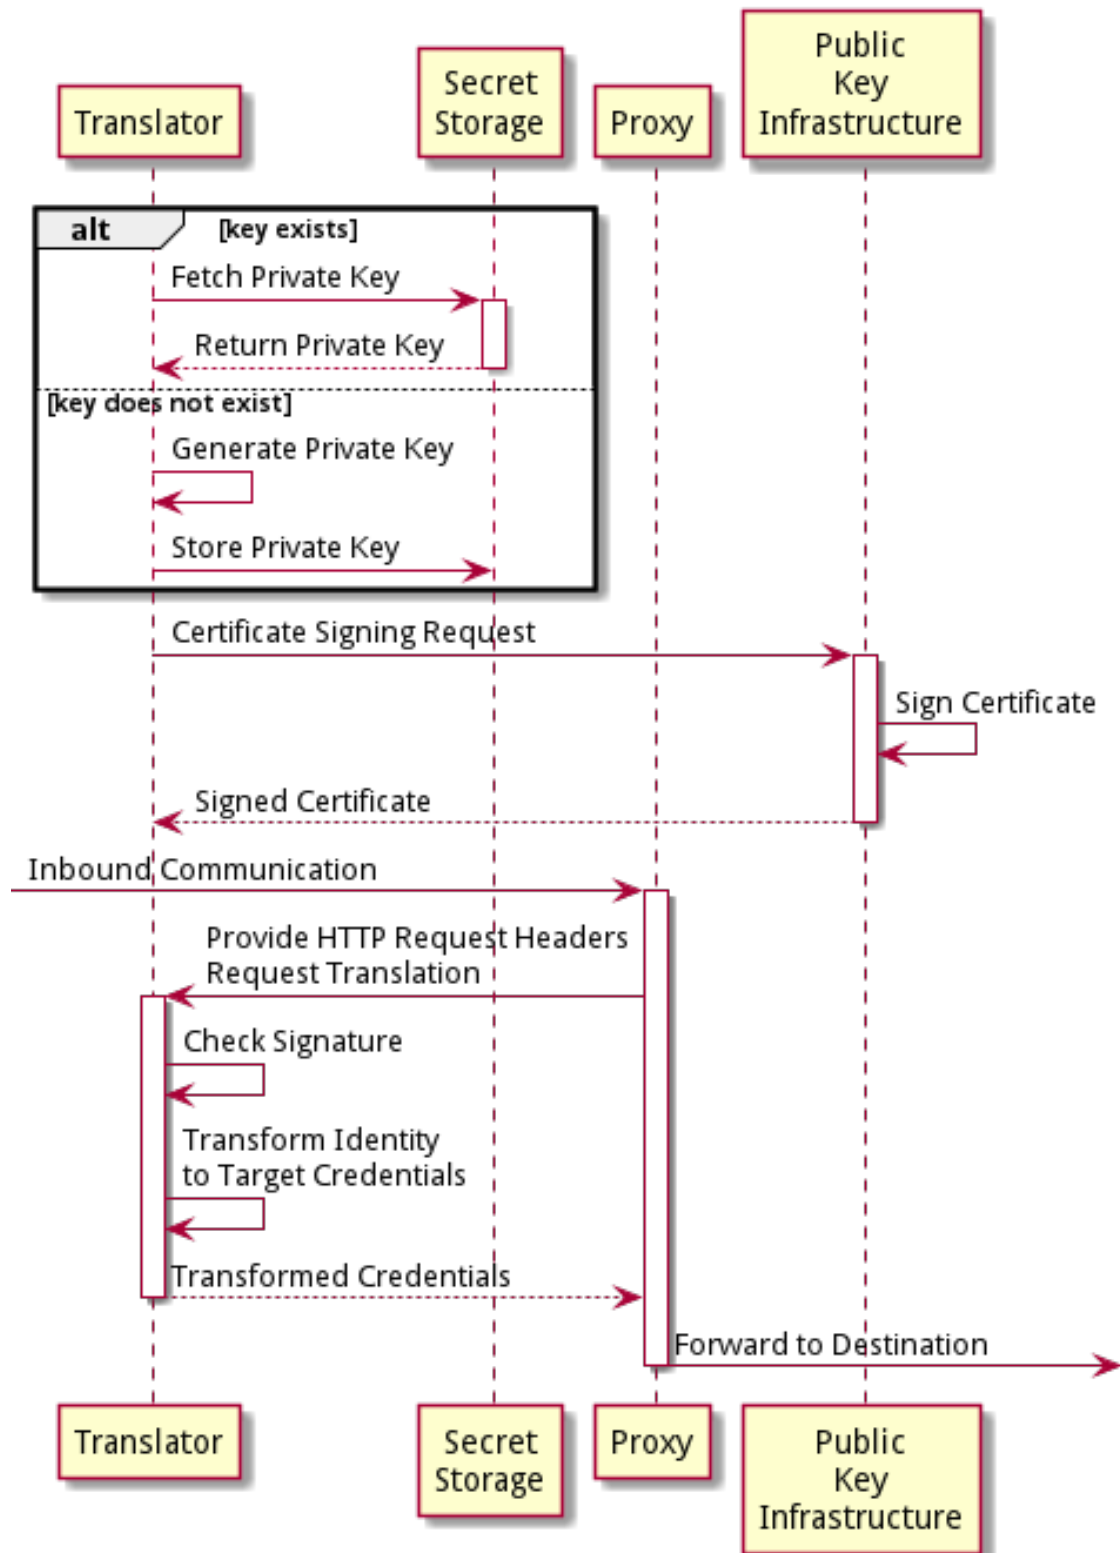 Public
Key
Infrastructure
Secret
Storage
Translator
Proxy
alt
[key exists]
Fetch Private Key
Return Private Key
[key does not exist]
Generate Private Key
Store Private Key
Certificate Signing Request
Sign Certificate
Signed Certificate
Inbound Communication
Provide HTTP Request Headers
Request Translation
Check Signature
Transform Identity
to Target Credentials
Transformed Credentials
Forward to Destination
Translator
Secret
Storage
Proxy
Public
Key
Infrastructure